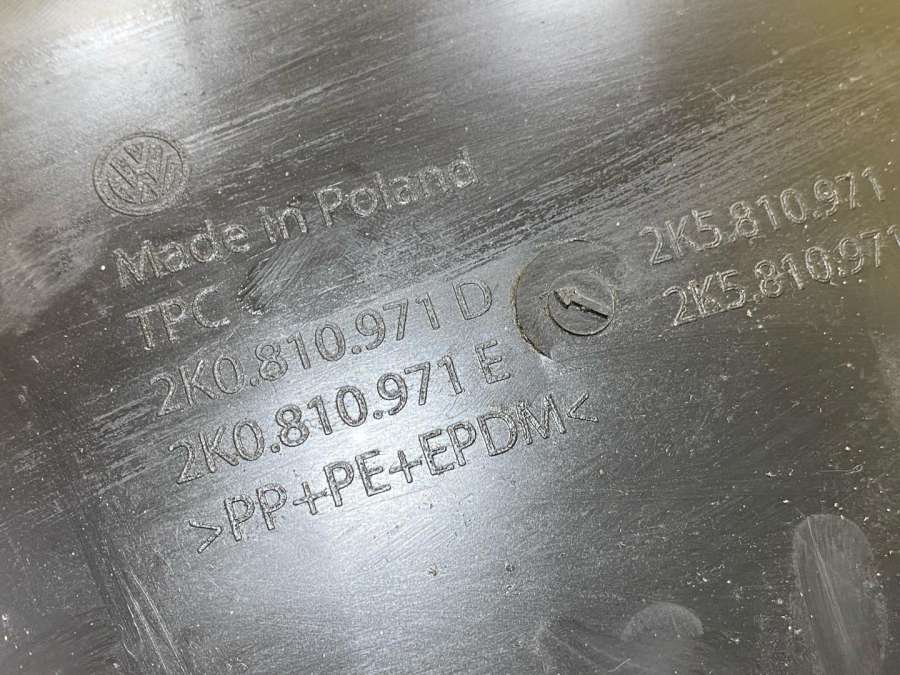 VW
Made in Poland
TPC
2K0.810.971 D
2K0.810.971 E
>PP+PE+EPDM<
2K5.810.971
2K5.810.971